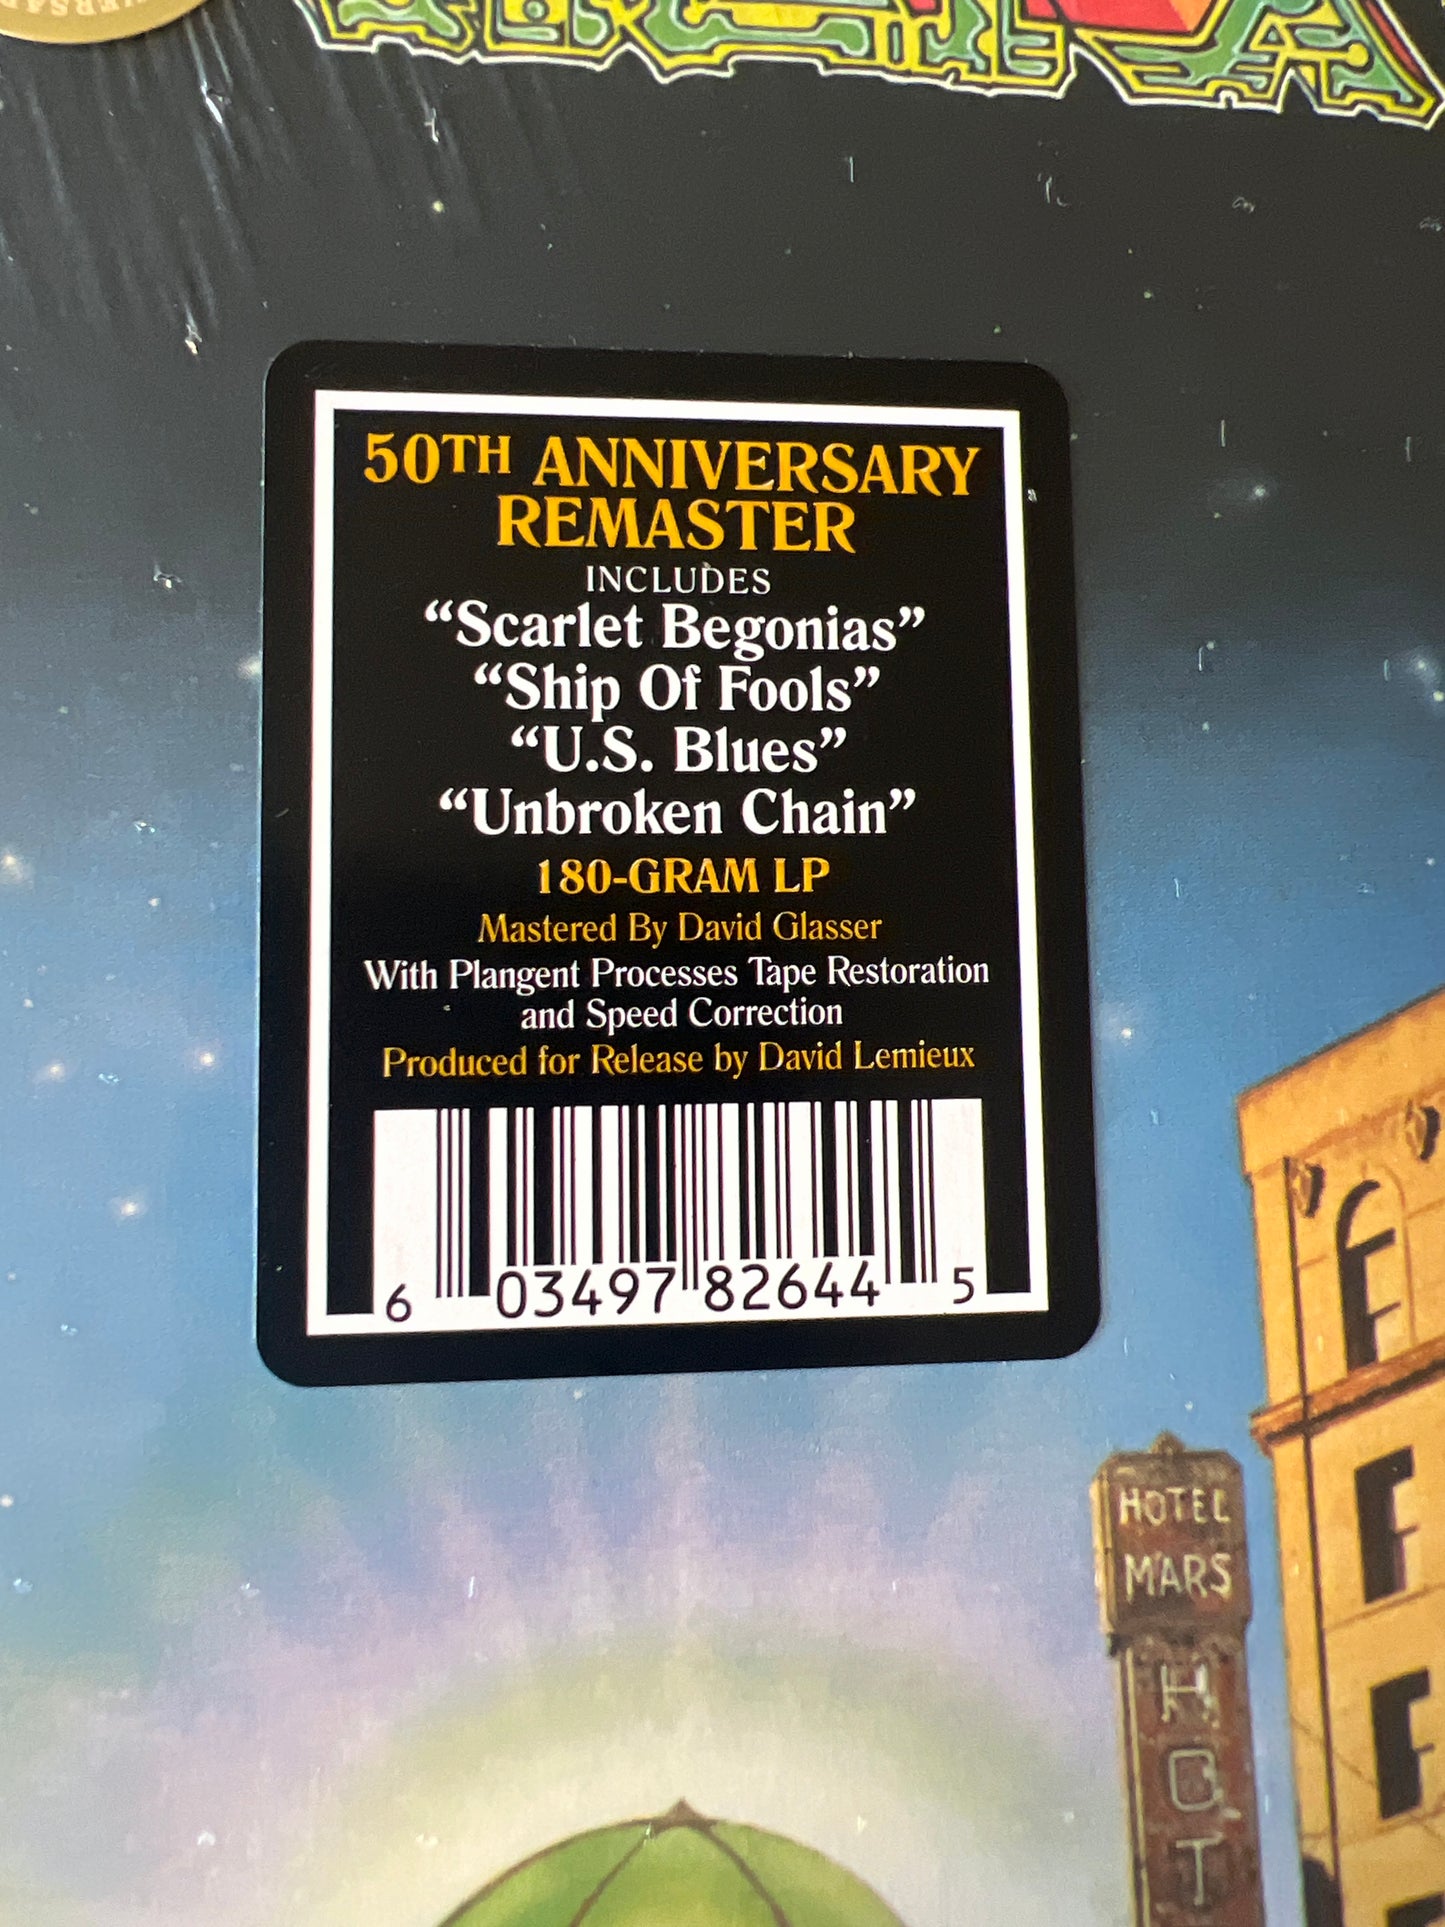 50TH ANNIVERSARY
REMASTER
INCLUDES
“Scarlet Begonias”
“Ship Of Fools”
“U.S. Blues”
“Unbroken Chain”
180-GRAM LP
Mastered By David Glasser
With Plangent Processes Tape Restoration
and Speed Correction
Produced for Release by David Lemieux
6 03497 82644 5
HOTEL
MARS
HOT